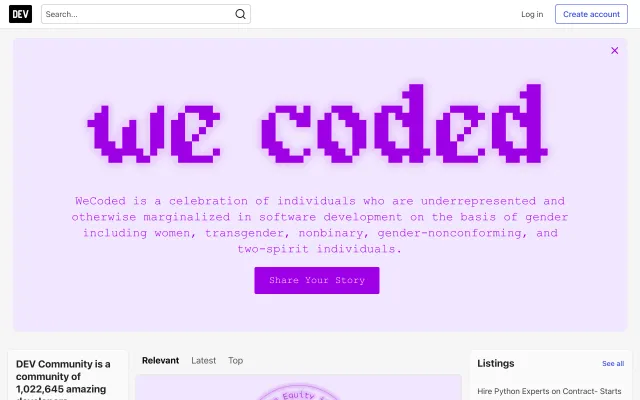 DEV
Search...
Log in
Create account
we coded
WeCoded is a celebration of individuals who are underrepresented and
otherwise marginalized in software development on the basis of gender
including women, transgender, nonbinary, gender-nonconforming, and
two-spirit individuals.
Share Your Story
DEV Community is a
community of
1,022,645 amazing
Relevant
Latest
Top
Equity
Listings
See all
Hire Python Experts on Contract- Starts